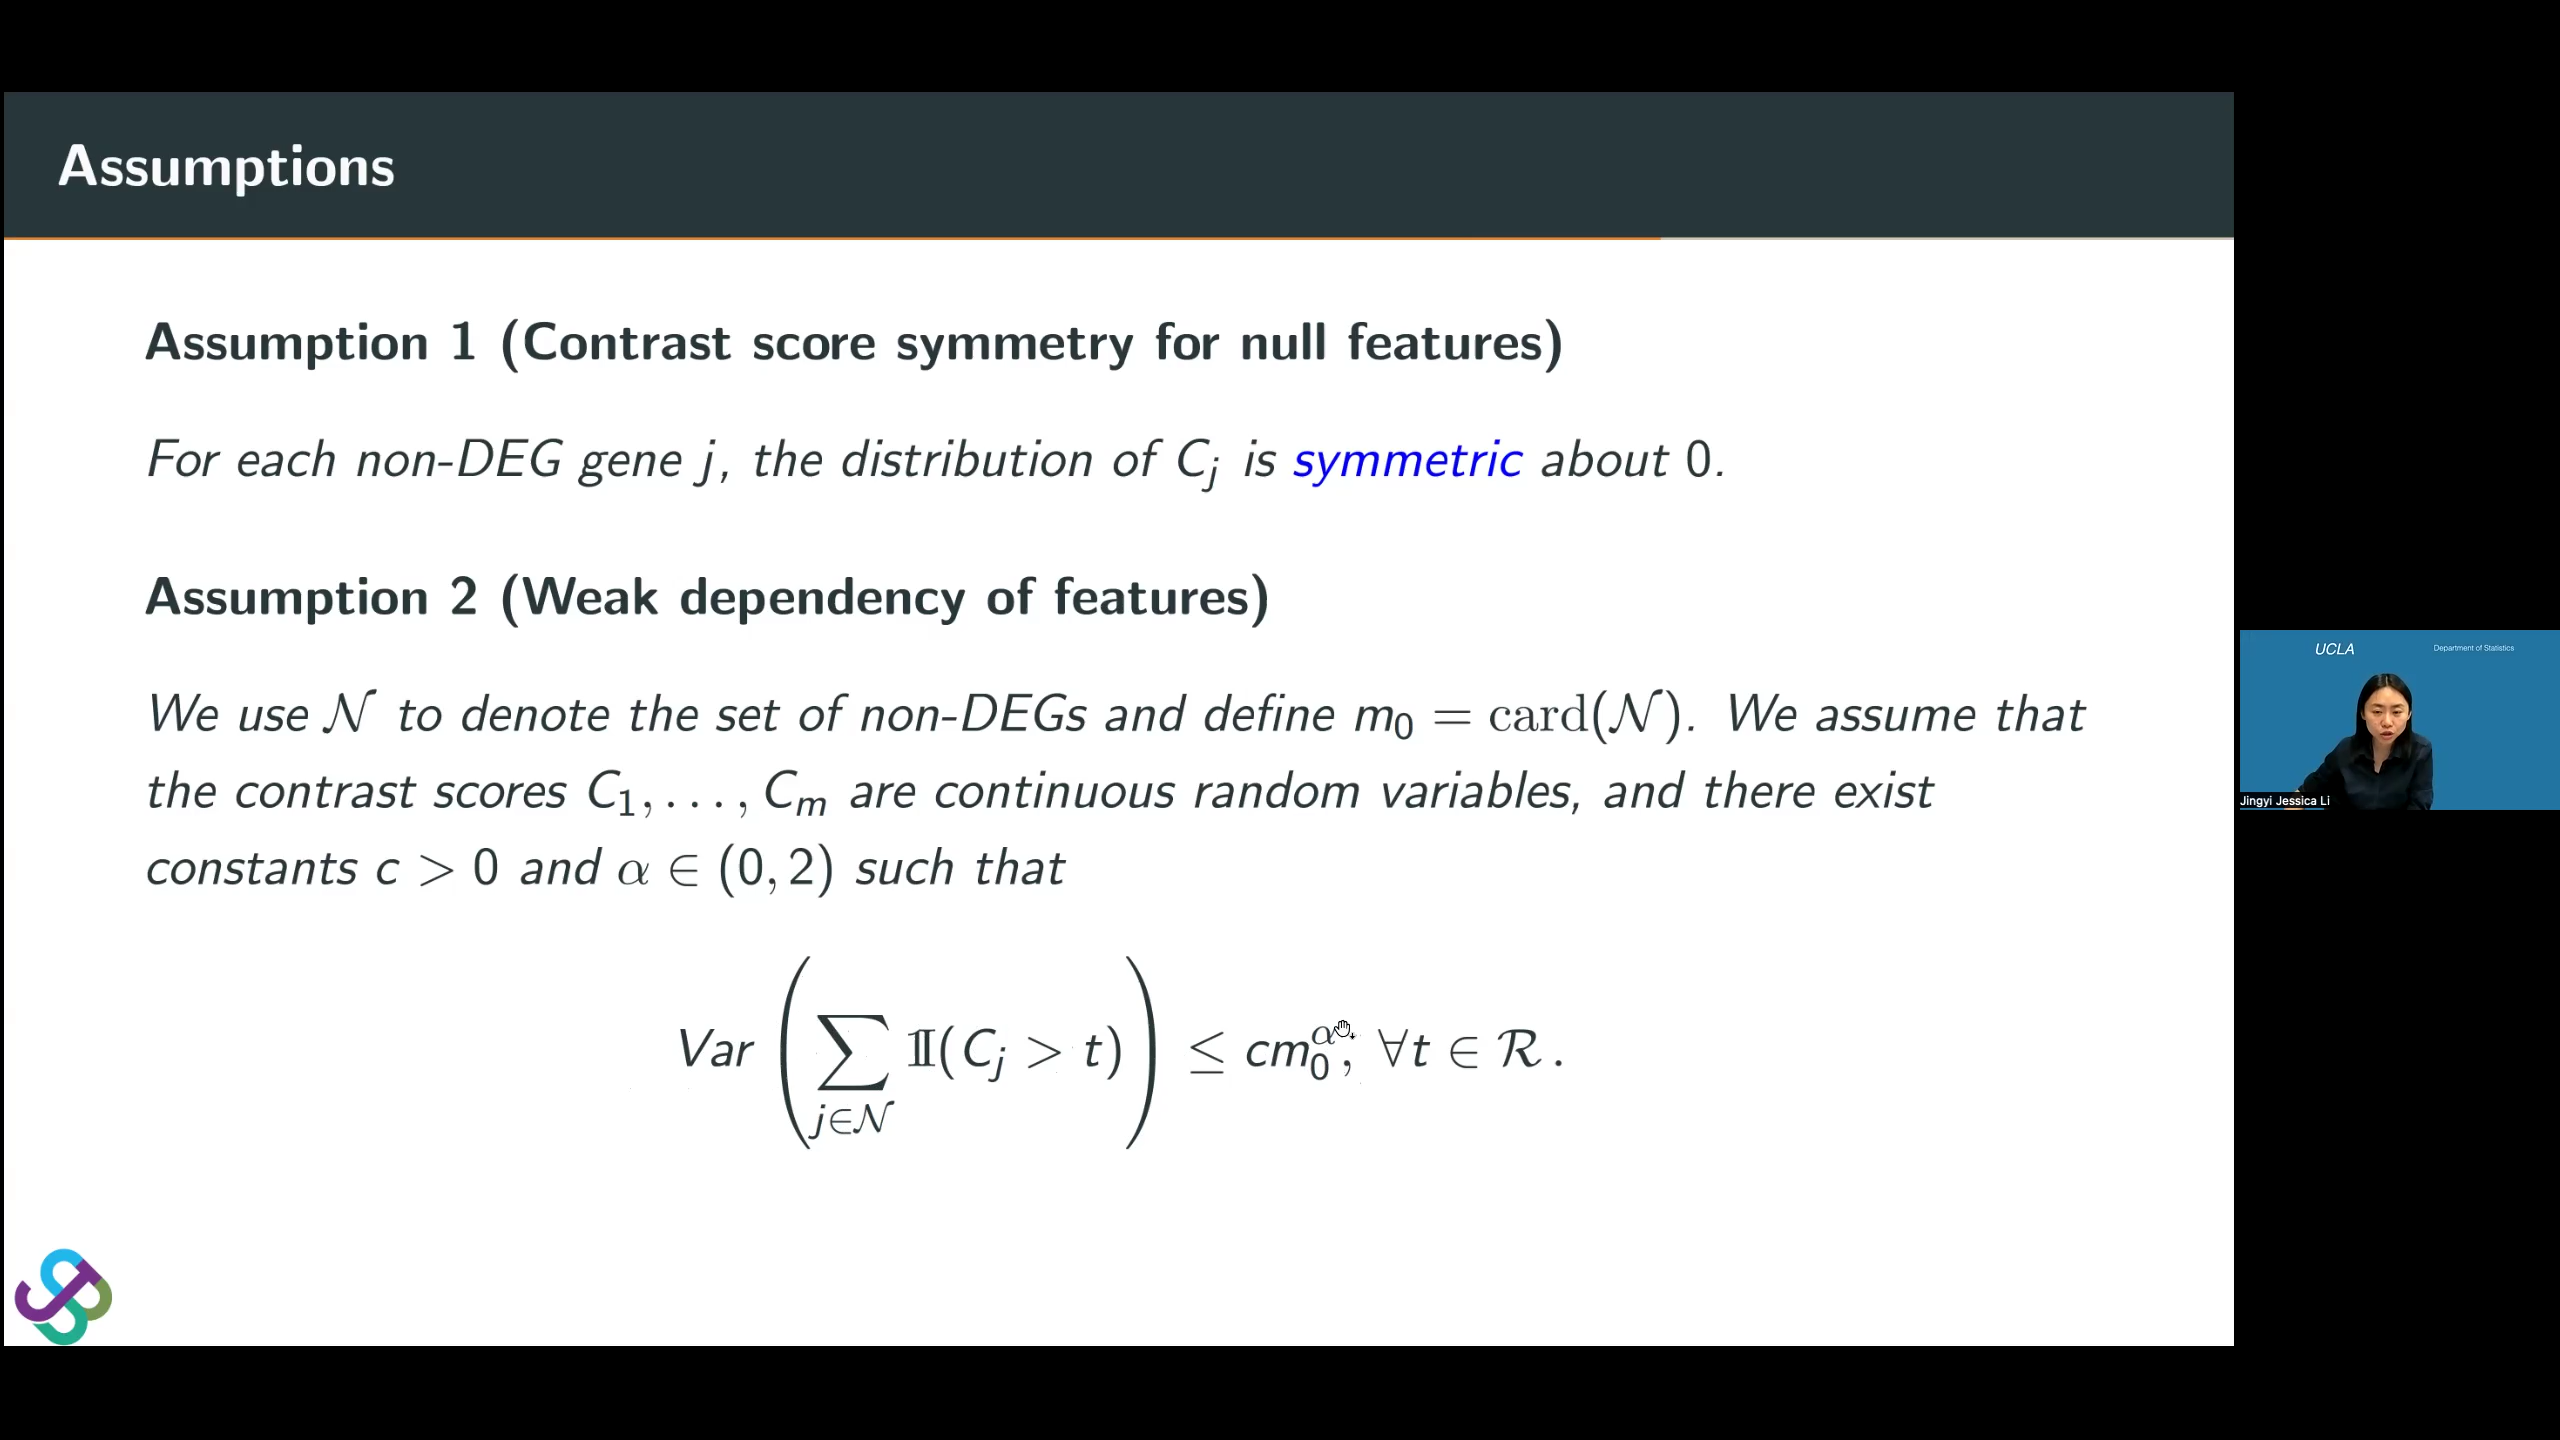 Assumptions
Assumption 1 (Contrast score symmetry for null features)
For each non-DEG gene j, the distribution of C_j is symmetric about 0.
Assumption 2 (Weak dependency of features)
We use 𝒩 to denote the set of non-DEGs and define m_0 = card(𝒩). We assume that
the contrast scores C_1, . . . , C_m are continuous random variables, and there exist
constants c > 0 and α ∈ (0, 2) such that
Var ( ∑_{j∈𝒩} 𝟙(C_j > t) ) ≤ cm_0^α, ∀t ∈ ℛ.
UCLA
Department of Statistics
Jingyi Jessica Li